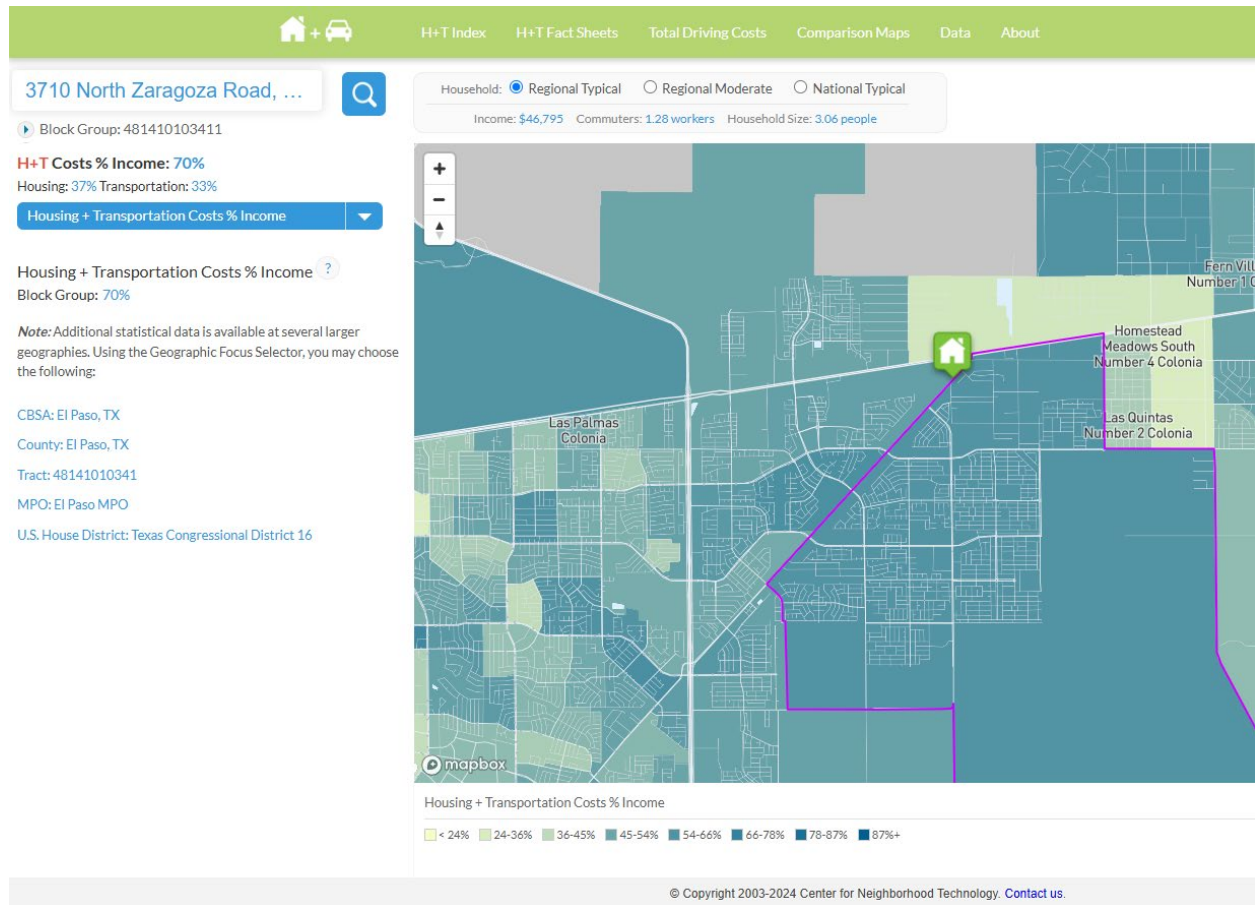 H+T Index H+T Fact Sheets Total Driving Costs Comparison Maps Data About
3710 North Zaragoza Road, ...
Block Group: 481410103411
H+T Costs % Income: 70%
Housing: 37% Transportation: 33%
Housing + Transportation Costs % Income
Housing + Transportation Costs % Income ?
Block Group: 70%
Note: Additional statistical data is available at several larger
geographies. Using the Geographic Focus Selector, you may choose
the following:
CBSA: El Paso, TX
County: El Paso, TX
Tract: 48141010341
MPO: El Paso MPO
U.S. House District: Texas Congressional District 16
Household: Regional Typical Regional Moderate National Typical
Income: $46,795 Commuters: 1.28 workers Household Size: 3.06 people
Fern Vill
Number 1 C
Homestead
Meadows South
Number 4 Colonia
Las Palmas
Colonia
Las Quintas
Number 2 Colonia
mapbox
Housing + Transportation Costs % Income
< 24% 24-36% 36-45% 45-54% 54-66% 66-78% 78-87% 87%+
© Copyright 2003-2024 Center for Neighborhood Technology. Contact us.